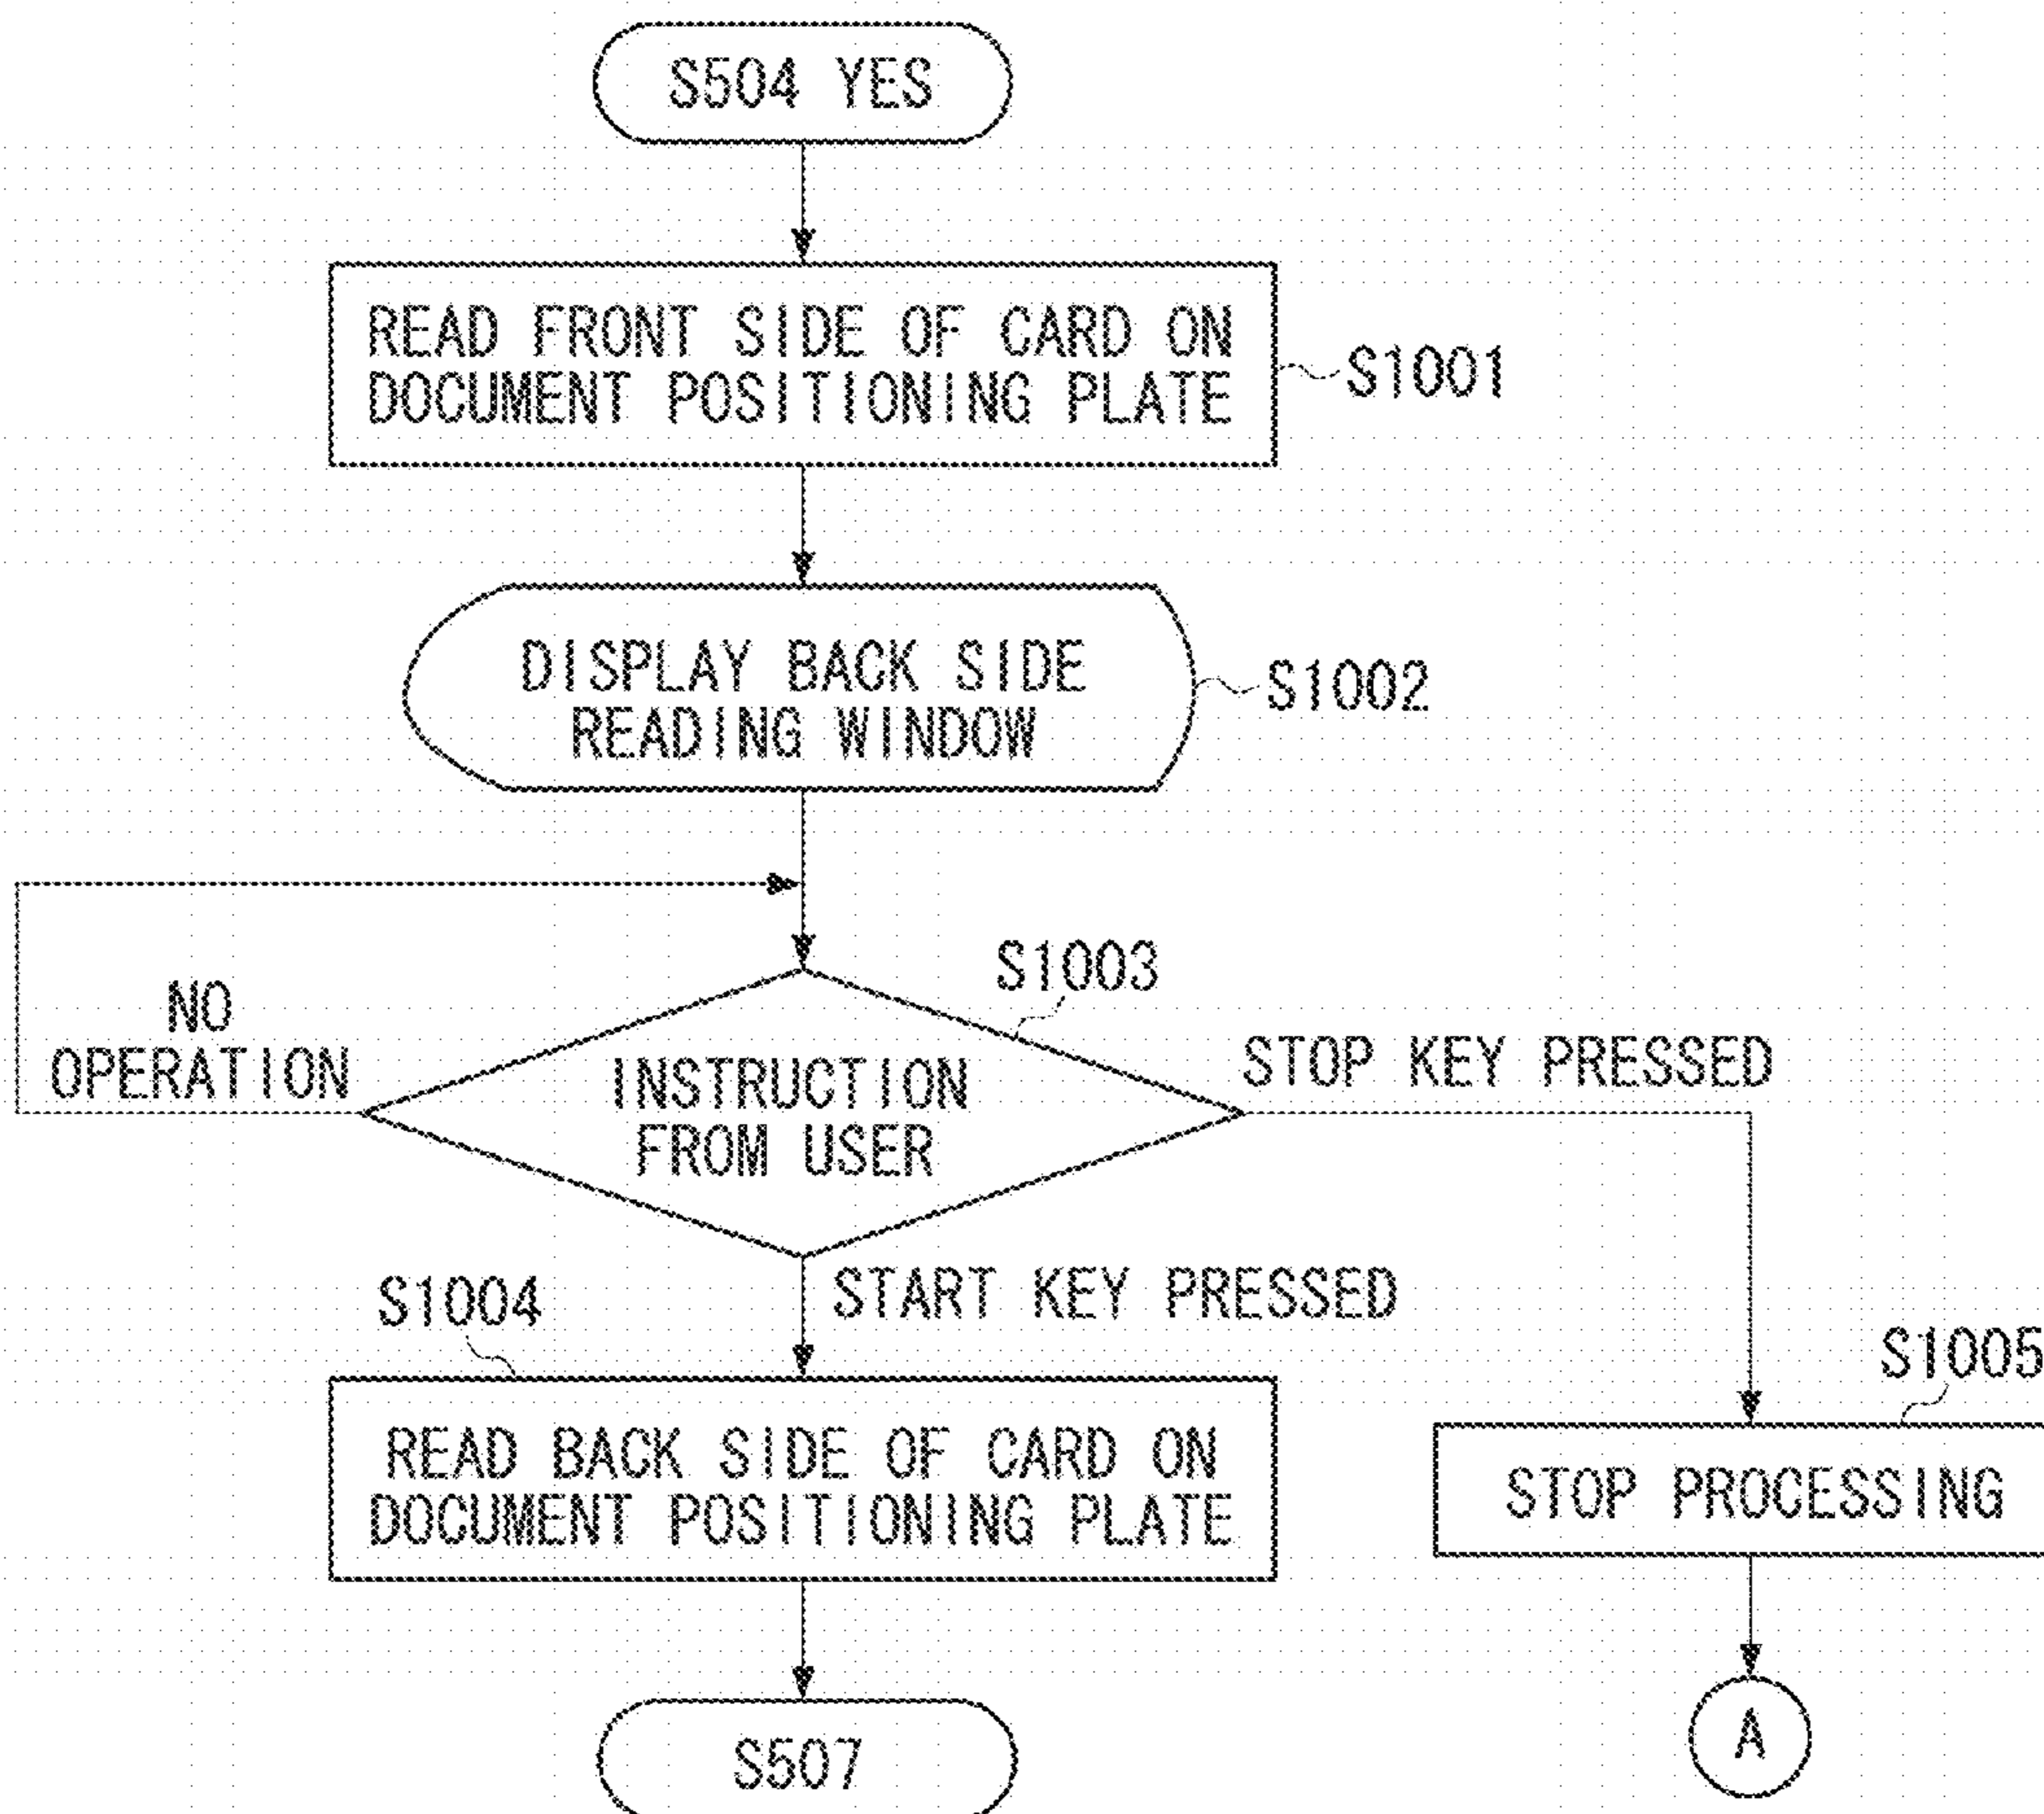 S504 YES
READ FRONT SIDE OF CARD ON
DOCUMENT POSITIONING PLATE
S1001
DISPLAY BACK SIDE
READING WINDOW
S1002
S1003
NO
OPERATION
INSTRUCTION
FROM USER
STOP KEY PRESSED
START KEY PRESSED
S1004
S1005
READ BACK SIDE OF CARD ON
DOCUMENT POSITIONING PLATE
STOP PROCESSING
S507
A